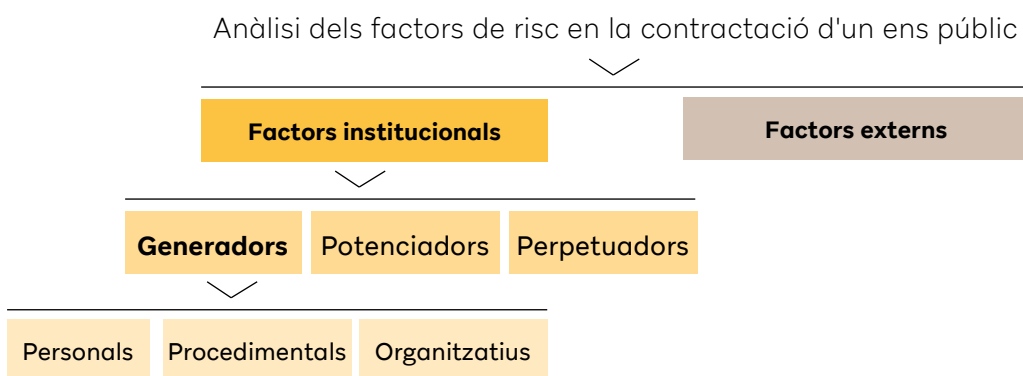 Anàlisi dels factors de risc en la contractació d'un ens públic
Factors institucionals
Factors externs
Generadors
Potenciadors
Perpetuadors
Personals
Procedimentals
Organitzatius